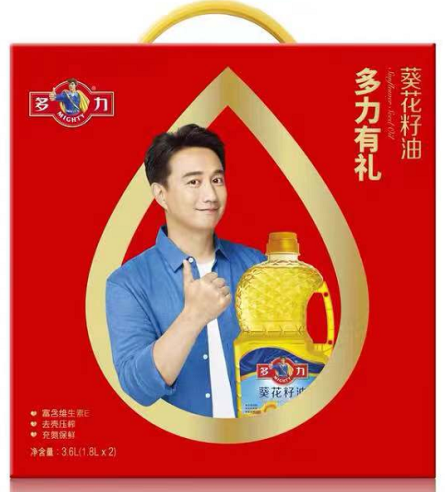 葵花籽油
Sunflower Seed Oil
多力有礼
多力
MIGHTY
多力
MIGHTY
葵花籽油
富含维生素E
去壳压榨
充氮保鲜
净含量：3.6L(1.8L×2)